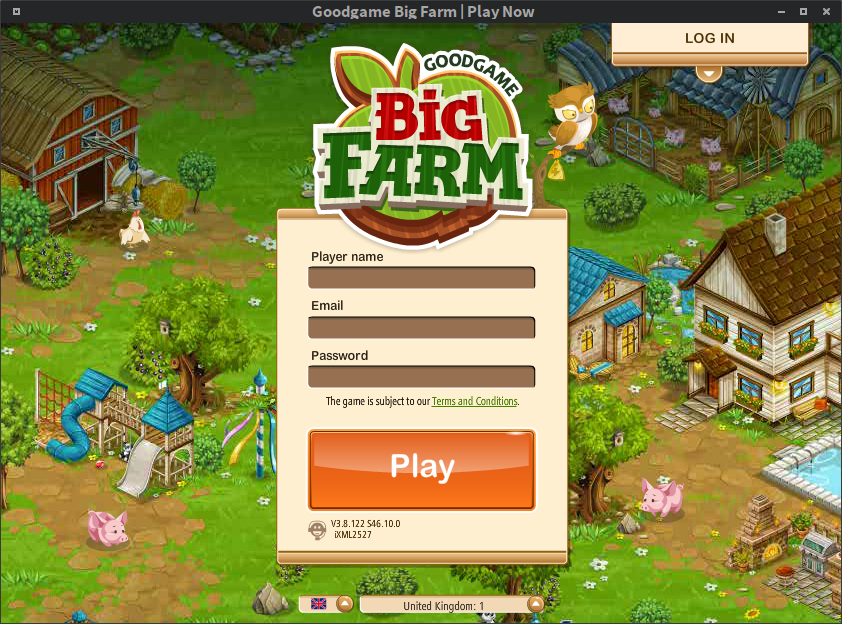 Goodgame Big Farm | Play Now
LOG IN
GOODGAME
BiG
FARM
Player name
Email
Password
The game is subject to our Terms and Conditions.
Play
V3.8.122 S46.10.0
iXML2527
United Kingdom: 1